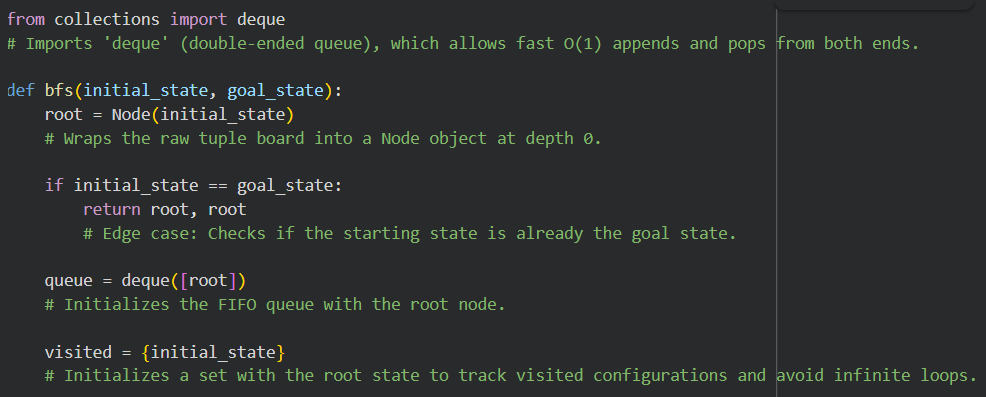 from collections import deque
# Imports 'deque' (double-ended queue), which allows fast O(1) appends and pops from both ends.
def bfs(initial_state, goal_state):
root = Node(initial_state)
# Wraps the raw tuple board into a Node object at depth 0.
if initial_state == goal_state:
return root, root
# Edge case: Checks if the starting state is already the goal state.
queue = deque([root])
# Initializes the FIFO queue with the root node.
visited = {initial_state}
# Initializes a set with the root state to track visited configurations and avoid infinite loops.